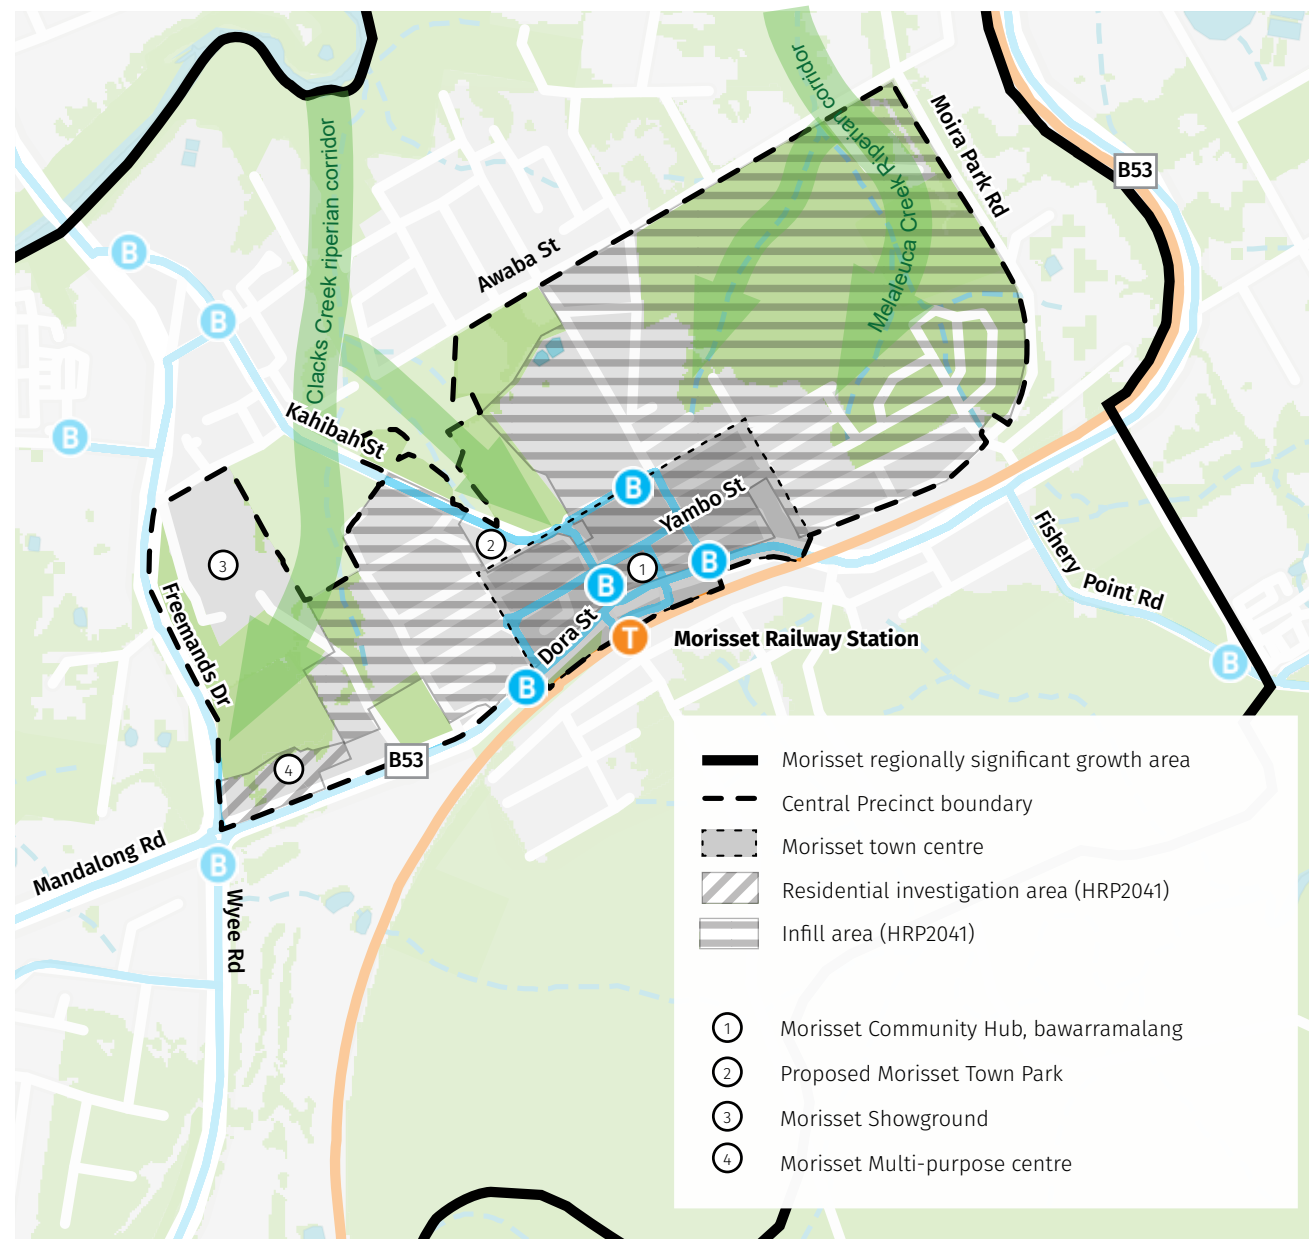 Clacks Creek riperian corridor
Melaleuca Creek Riperian corridor
Moira Park Rd
B53
Awaba St
Kahibah St
Yambo St
Dora St
Freemands Dr
Fishery Point Rd
Mandalong Rd
Wyee Rd
B53
B
B
B
B
B
B
B
B
B
T
Morisset Railway Station
1
2
3
4
Morisset regionally significant growth area
Central Precinct boundary
Morisset town centre
Residential investigation area (HRP2041)
Infill area (HRP2041)
1 Morisset Community Hub, bawarramalang
2 Proposed Morisset Town Park
3 Morisset Showground
4 Morisset Multi-purpose centre